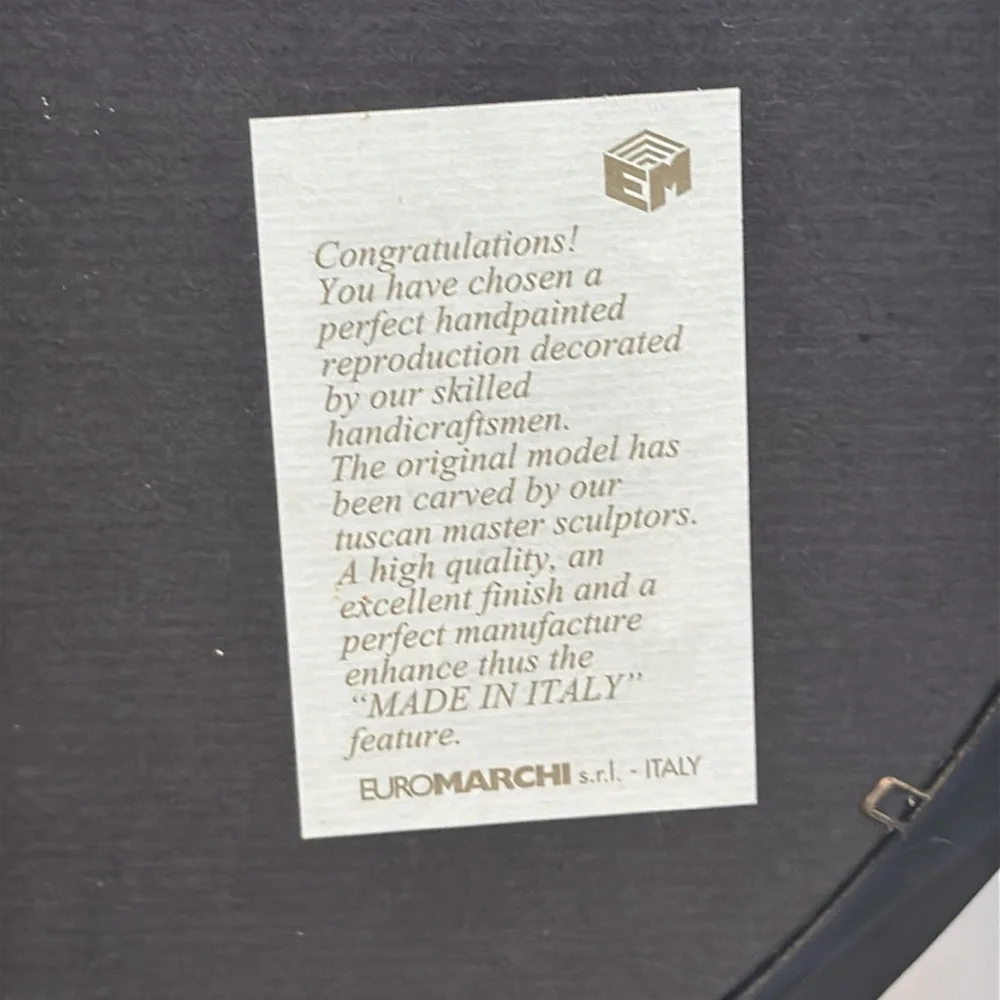 EM
Congratulations!
You have chosen a
perfect handpainted
reproduction decorated
by our skilled
handicraftsmen.
The original model has
been carved by our
tuscan master sculptors.
A high quality, an
excellent finish and a
perfect manufacture
enhance thus the
“MADE IN ITALY”
feature.
EUROMARCHI s.r.l. - ITALY